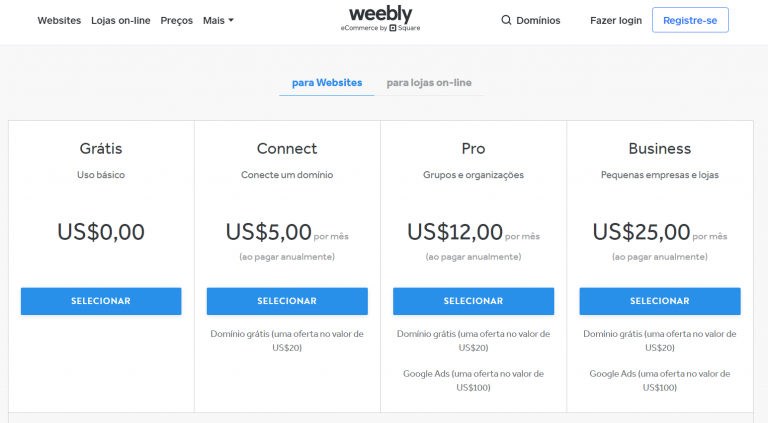 Websites Lojas on-line Preços Mais
weebly
eCommerce by Square
Domínios Fazer login Registre-se
para Websites para lojas on-line
Grátis
Uso básico
US$0,00
SELECIONAR
Connect
Conecte um domínio
US$5,00 por mês
(ao pagar anualmente)
SELECIONAR
Domínio grátis (uma oferta no valor de
US$20)
Pro
Grupos e organizações
US$12,00 por mês
(ao pagar anualmente)
SELECIONAR
Domínio grátis (uma oferta no valor de
US$20)
Google Ads (uma oferta no valor de
US$100)
Business
Pequenas empresas e lojas
US$25,00 por mês
(ao pagar anualmente)
SELECIONAR
Domínio grátis (uma oferta no valor de
US$20)
Google Ads (uma oferta no valor de
US$100)